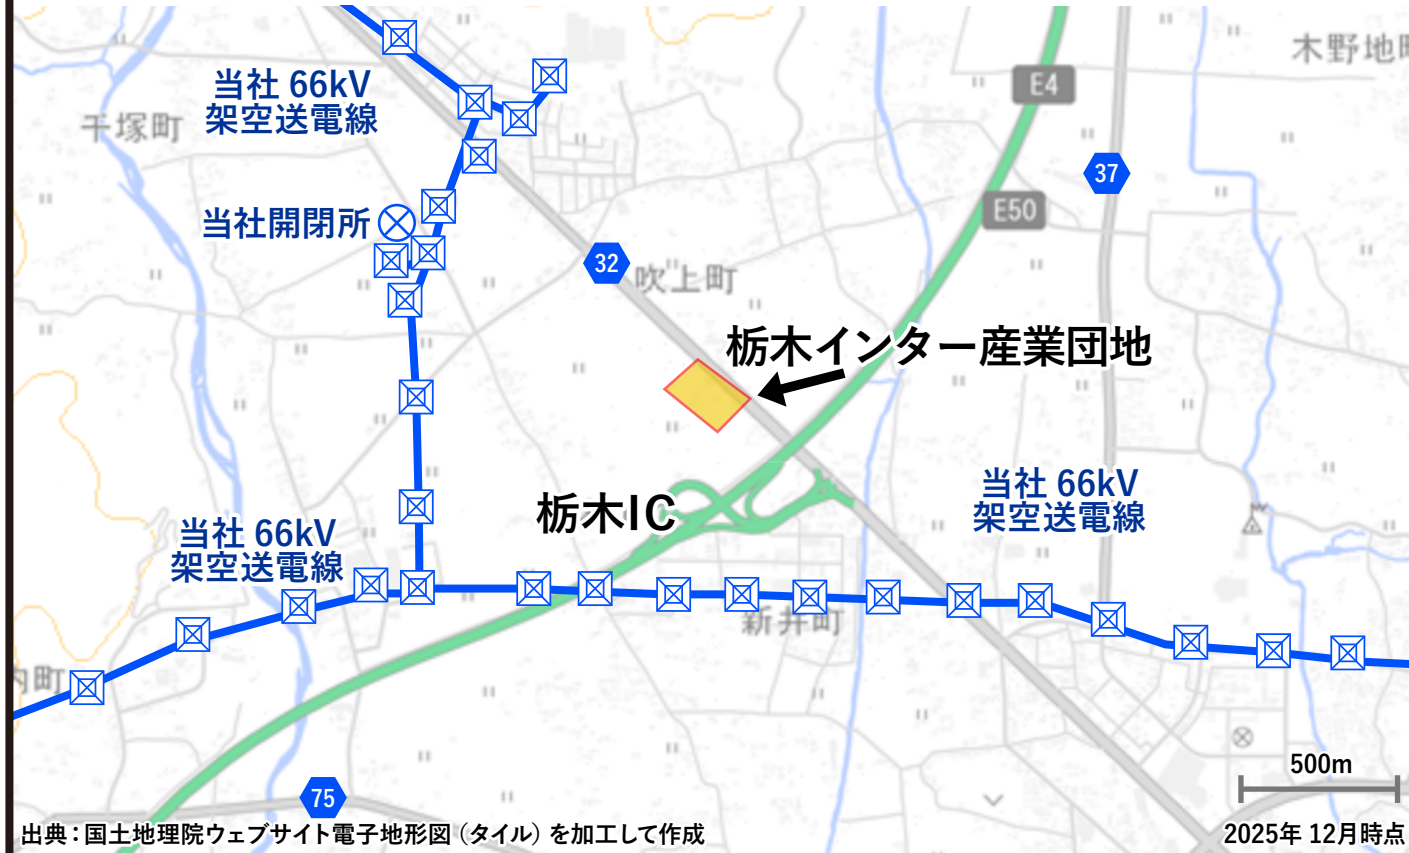 木野地町
E4
当社 66kV
架空送電線
千塚町
37
E50
当社開閉所
32
吹上町
栃木インター産業団地
当社 66kV
架空送電線
栃木IC
当社 66kV
架空送電線
新井町
内町
500m
75
出典：国土地理院ウェブサイト電子地形図（タイル）を加工して作成
2025年 12月時点